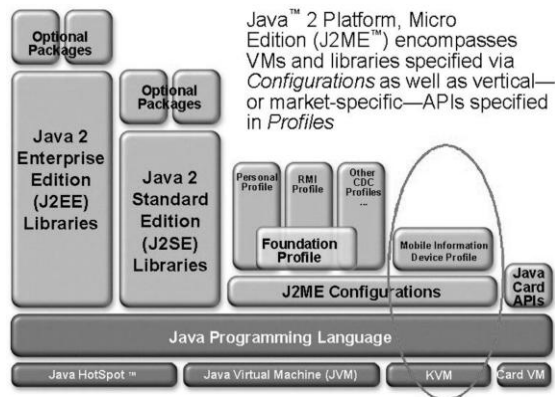 Optional
Packages
Java™ 2 Platform, Micro
Edition (J2ME™) encompasses
VMs and libraries specified via
Configurations as well as vertical—
or market-specific—APIs specified
in Profiles
Optional
Packages
Java 2
Enterprise
Edition
(J2EE)
Libraries
Java 2
Standard
Edition
(J2SE)
Libraries
Personal
Profile
RMI
Profile
Other
CDC
Profiles
...
Foundation
Profile
Mobile Information
Device Profile
J2ME Configurations
Java
Card
APIs
Java Programming Language
Java HotSpot ™
Java Virtual Machine (JVM)
KVM
Card VM